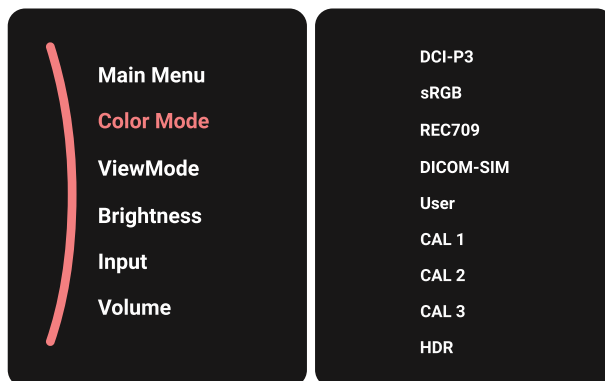 Main Menu
Color Mode
ViewMode
Brightness
Input
Volume
DCI-P3
sRGB
REC709
DICOM-SIM
User
CAL 1
CAL 2
CAL 3
HDR